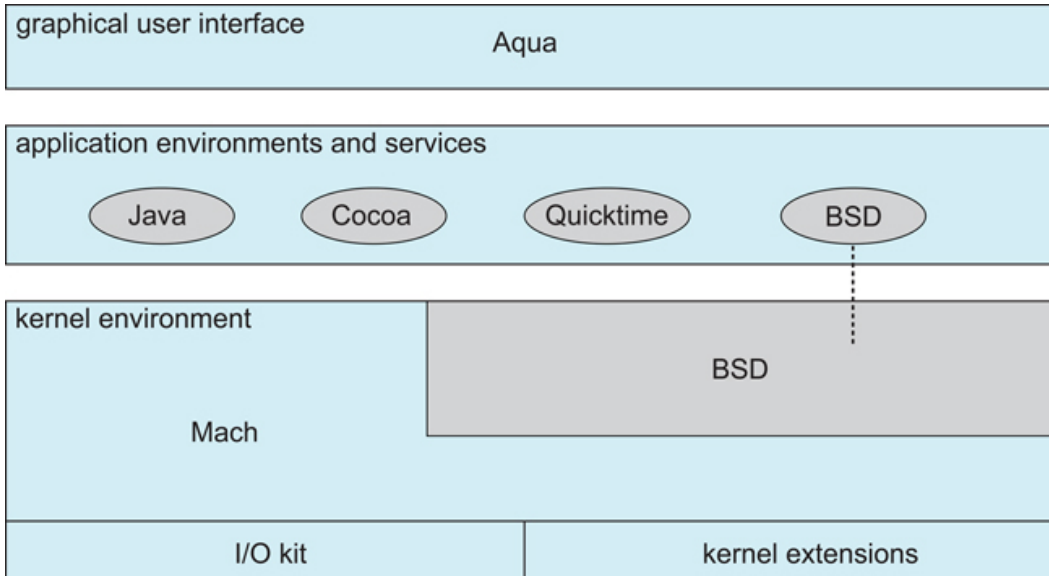 graphical user interface
Aqua
application environments and services
Java
Cocoa
Quicktime
BSD
kernel environment
BSD
Mach
I/O kit
kernel extensions